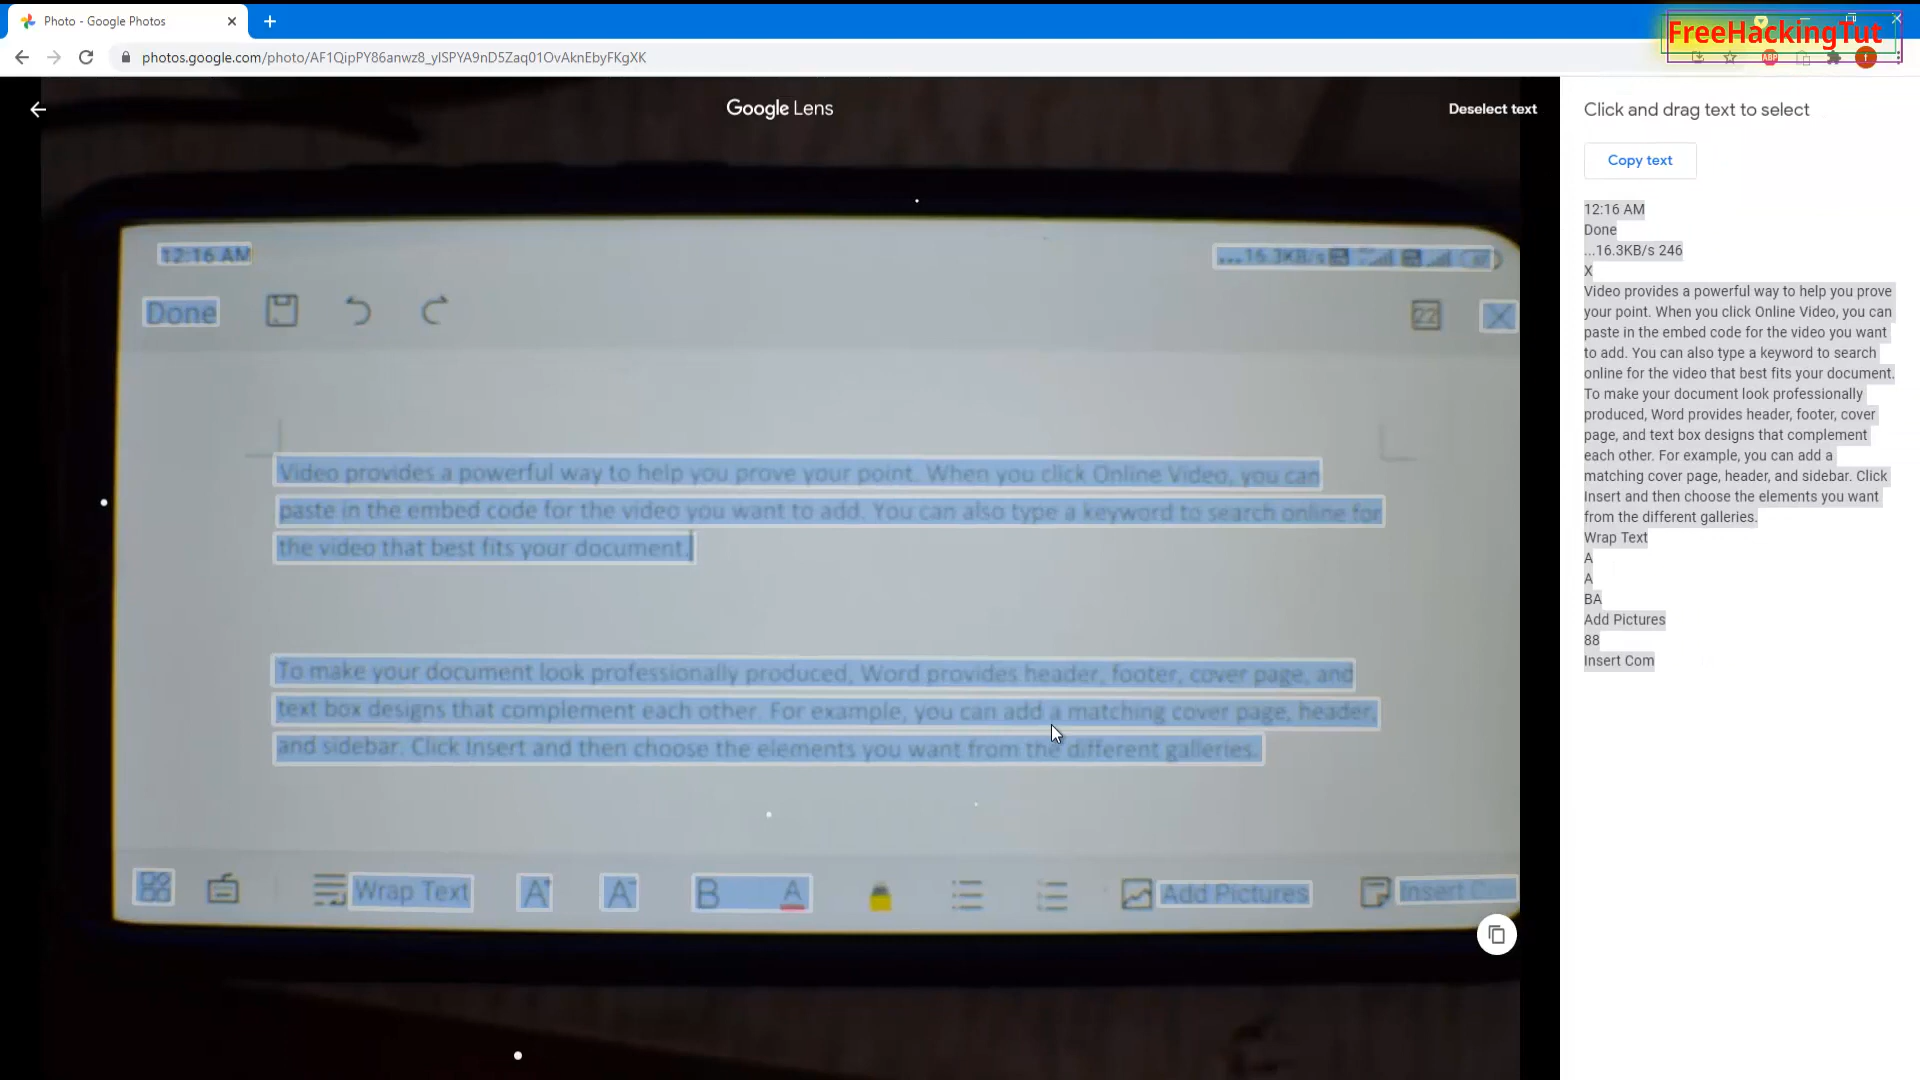 Photo - Google Photos
FreeHackingTut
photos.google.com/photo/AF1QipPY86anwz8_ylSPYA9nD5Zaq01OvAknEbyFKgXK
ABP
Google Lens
Deselect text
Click and drag text to select
Copy text
12:16 AM
...16.3KB/s
Done
22
Video provides a powerful way to help you prove your point. When you click Online Video, you can
paste in the embed code for the video you want to add. You can also type a keyword to search online for
the video that best fits your document.
To make your document look professionally produced, Word provides header, footer, cover page, and
text box designs that complement each other. For example, you can add a matching cover page, header,
and sidebar. Click Insert and then choose the elements you want from the different galleries.
Wrap Text
A+
A-
B
A
Add Pictures
Insert Co
12:16 AM
Done
...16.3KB/s 246
X
Video provides a powerful way to help you prove
your point. When you click Online Video, you can
paste in the embed code for the video you want
to add. You can also type a keyword to search
online for the video that best fits your document.
To make your document look professionally
produced, Word provides header, footer, cover
page, and text box designs that complement
each other. For example, you can add a
matching cover page, header, and sidebar. Click
Insert and then choose the elements you want
from the different galleries.
Wrap Text
A
A
BA
Add Pictures
88
Insert Com